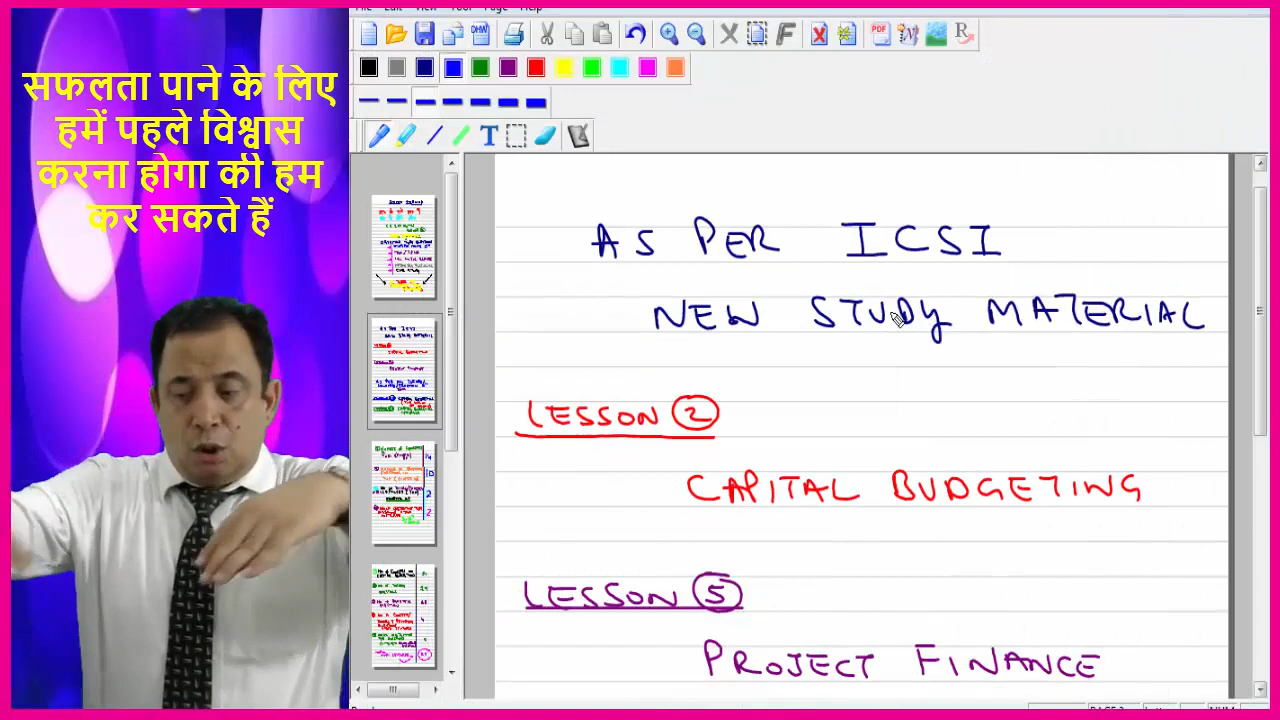 सफलता पाने के लिए
हमें पहले विश्वास
करना होगा की हम
कर सकते हैं
AS PER ICSI
NEW STUDY MATERIAL
LESSON 2
CAPITAL BUDGETING
LESSON 5
PROJECT FINANCE